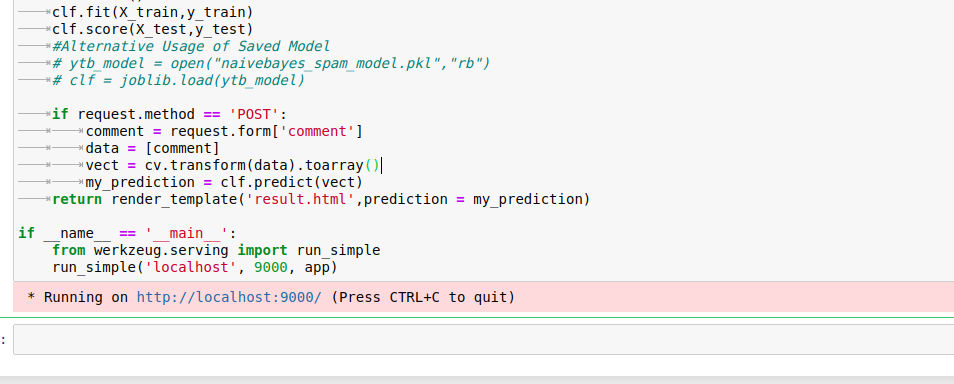 clf.fit(X_train,y_train)
clf.score(X_test,y_test)
#Alternative Usage of Saved Model
# ytb_model = open("naivebayes_spam_model.pkl","rb")
# clf = joblib.load(ytb_model)
if request.method == 'POST':
comment = request.form['comment']
data = [comment]
vect = cv.transform(data).toarray()
my_prediction = clf.predict(vect)
return render_template('result.html',prediction = my_prediction)
if __name__ == '__main__':
from werkzeug.serving import run_simple
run_simple('localhost', 9000, app)
* Running on http://localhost:9000/ (Press CTRL+C to quit)
: